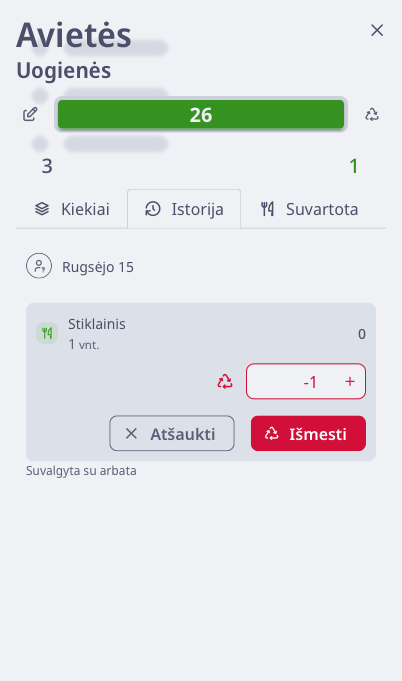 Avietės
Uogienės
26
3 1
Kiekiai Istorija Suvartota
Rugsėjo 15
Stiklainis
1 vnt. 0
-1 +
Atšaukti Išmesti
Suvalgyta su arbata